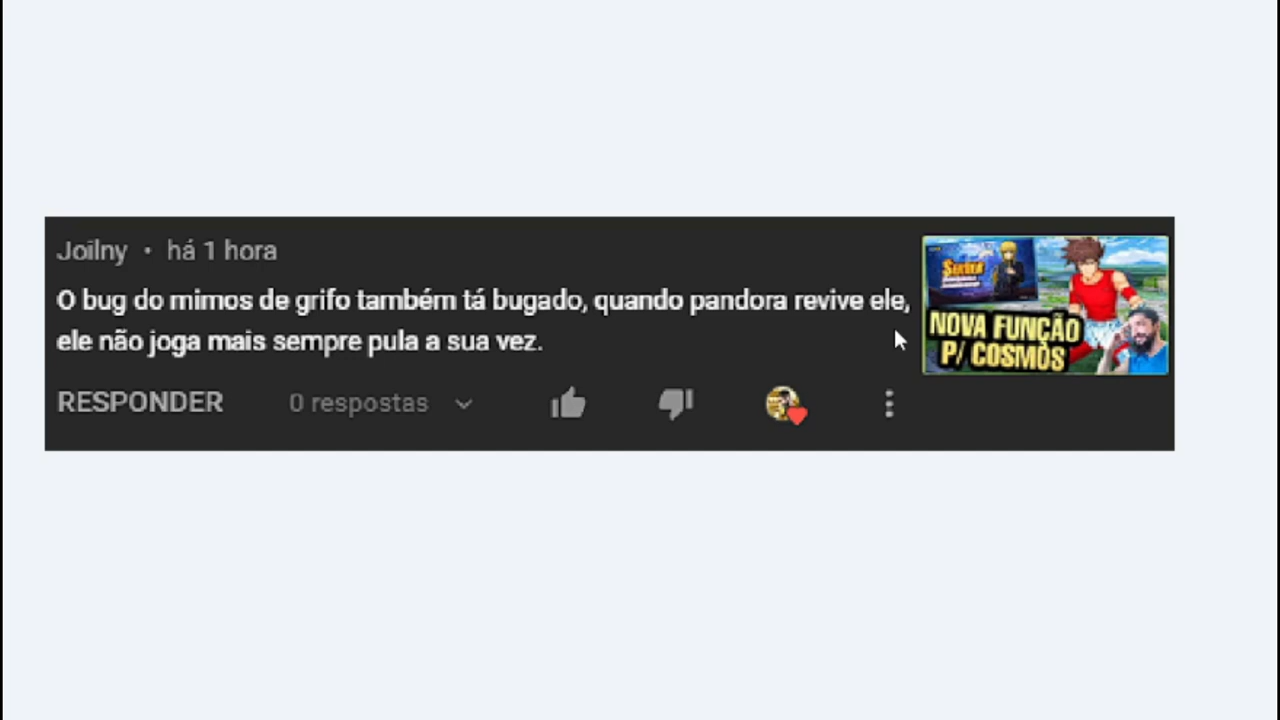 Joilny • há 1 hora
O bug do mimos de grifo também tá bugado, quando pandora revive ele,
ele não joga mais sempre pula a sua vez.
RESPONDER 0 respostas
NOVA FUNÇÃO
P/ COSMOS